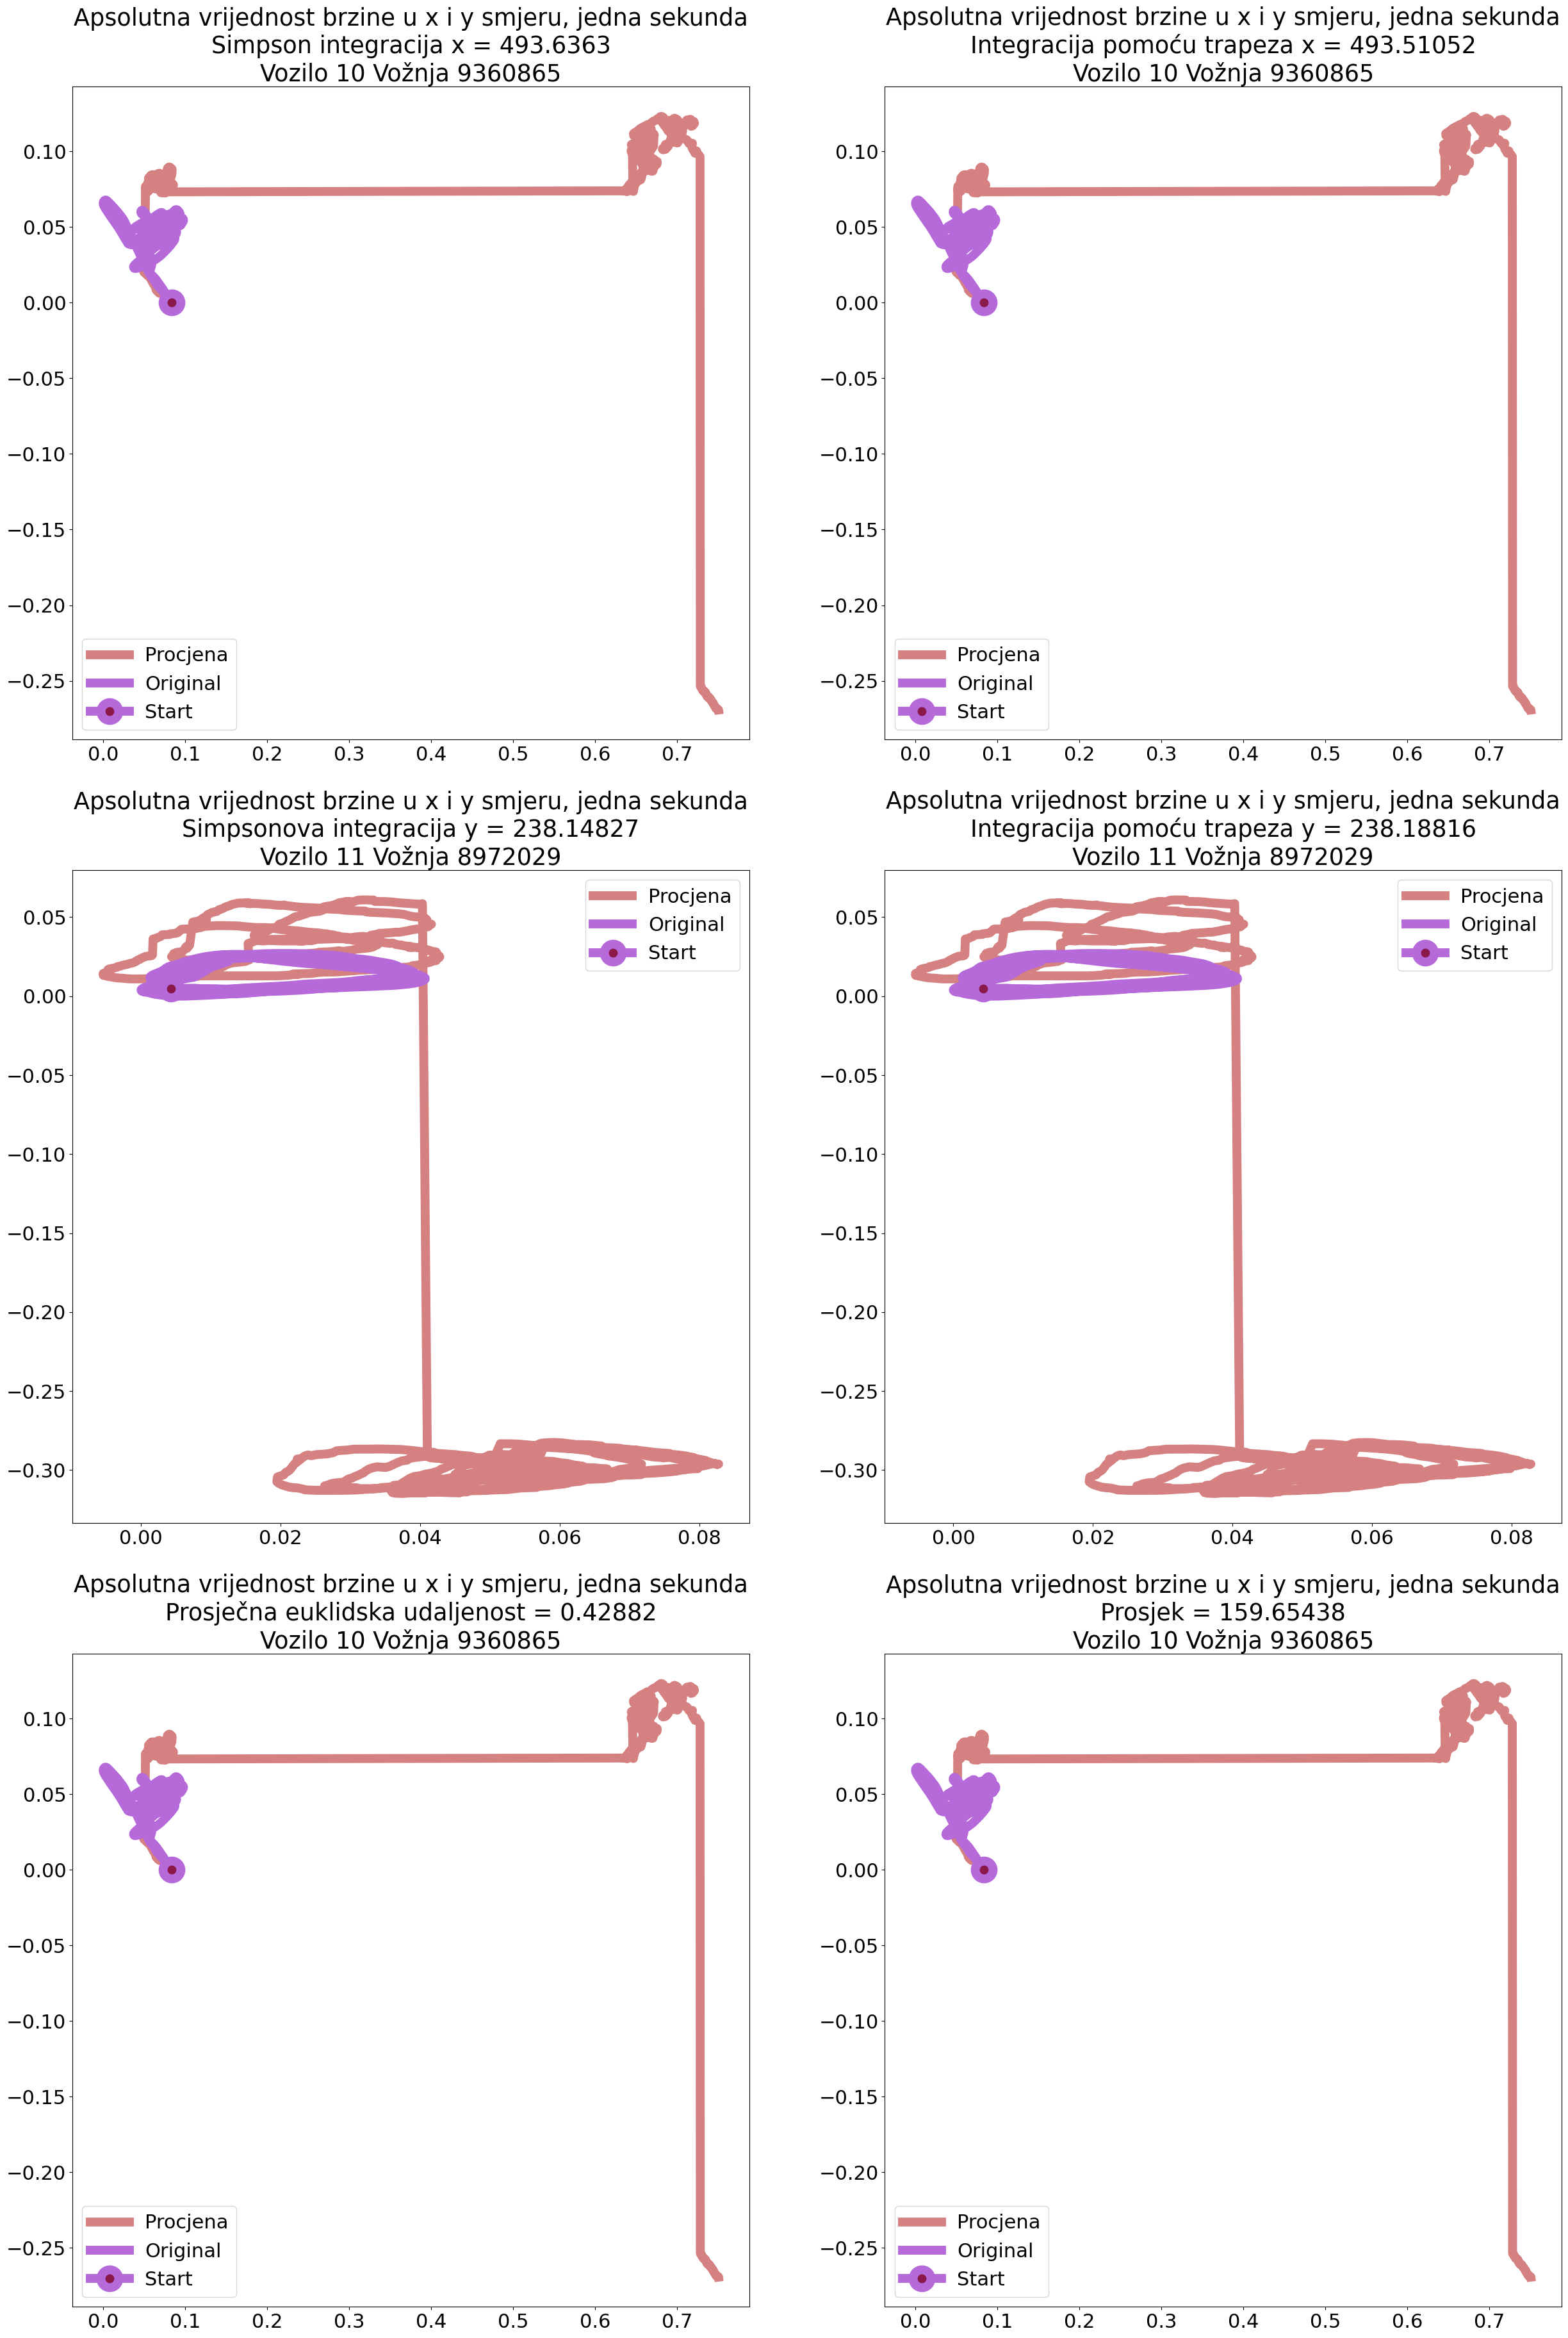 Apsolutna vrijednost brzine u x i y smjeru, jedna sekunda
Simpson integracija x = 493.6363
Vozilo 10 Vožnja 9360865
0.10
0.05
0.00
−0.05
−0.10
−0.15
−0.20
−0.25
Procjena
Original
Start
0.0 0.1 0.2 0.3 0.4 0.5 0.6 0.7
Apsolutna vrijednost brzine u x i y smjeru, jedna sekunda
Integracija pomoću trapeza x = 493.51052
Vozilo 10 Vožnja 9360865
0.10
0.05
0.00
−0.05
−0.10
−0.15
−0.20
−0.25
Procjena
Original
Start
0.0 0.1 0.2 0.3 0.4 0.5 0.6 0.7
Apsolutna vrijednost brzine u x i y smjeru, jedna sekunda
Simpsonova integracija y = 238.14827
Vozilo 11 Vožnja 8972029
Procjena
Original
Start
0.05
0.00
−0.05
−0.10
−0.15
−0.20
−0.25
−0.30
0.00 0.02 0.04 0.06 0.08
Apsolutna vrijednost brzine u x i y smjeru, jedna sekunda
Integracija pomoću trapeza y = 238.18816
Vozilo 11 Vožnja 8972029
Procjena
Original
Start
0.05
0.00
−0.05
−0.10
−0.15
−0.20
−0.25
−0.30
0.00 0.02 0.04 0.06 0.08
Apsolutna vrijednost brzine u x i y smjeru, jedna sekunda
Prosječna euklidska udaljenost = 0.42882
Vozilo 10 Vožnja 9360865
0.10
0.05
0.00
−0.05
−0.10
−0.15
−0.20
−0.25
Procjena
Original
Start
0.0 0.1 0.2 0.3 0.4 0.5 0.6 0.7
Apsolutna vrijednost brzine u x i y smjeru, jedna sekunda
Prosjek = 159.65438
Vozilo 10 Vožnja 9360865
0.10
0.05
0.00
−0.05
−0.10
−0.15
−0.20
−0.25
Procjena
Original
Start
0.0 0.1 0.2 0.3 0.4 0.5 0.6 0.7